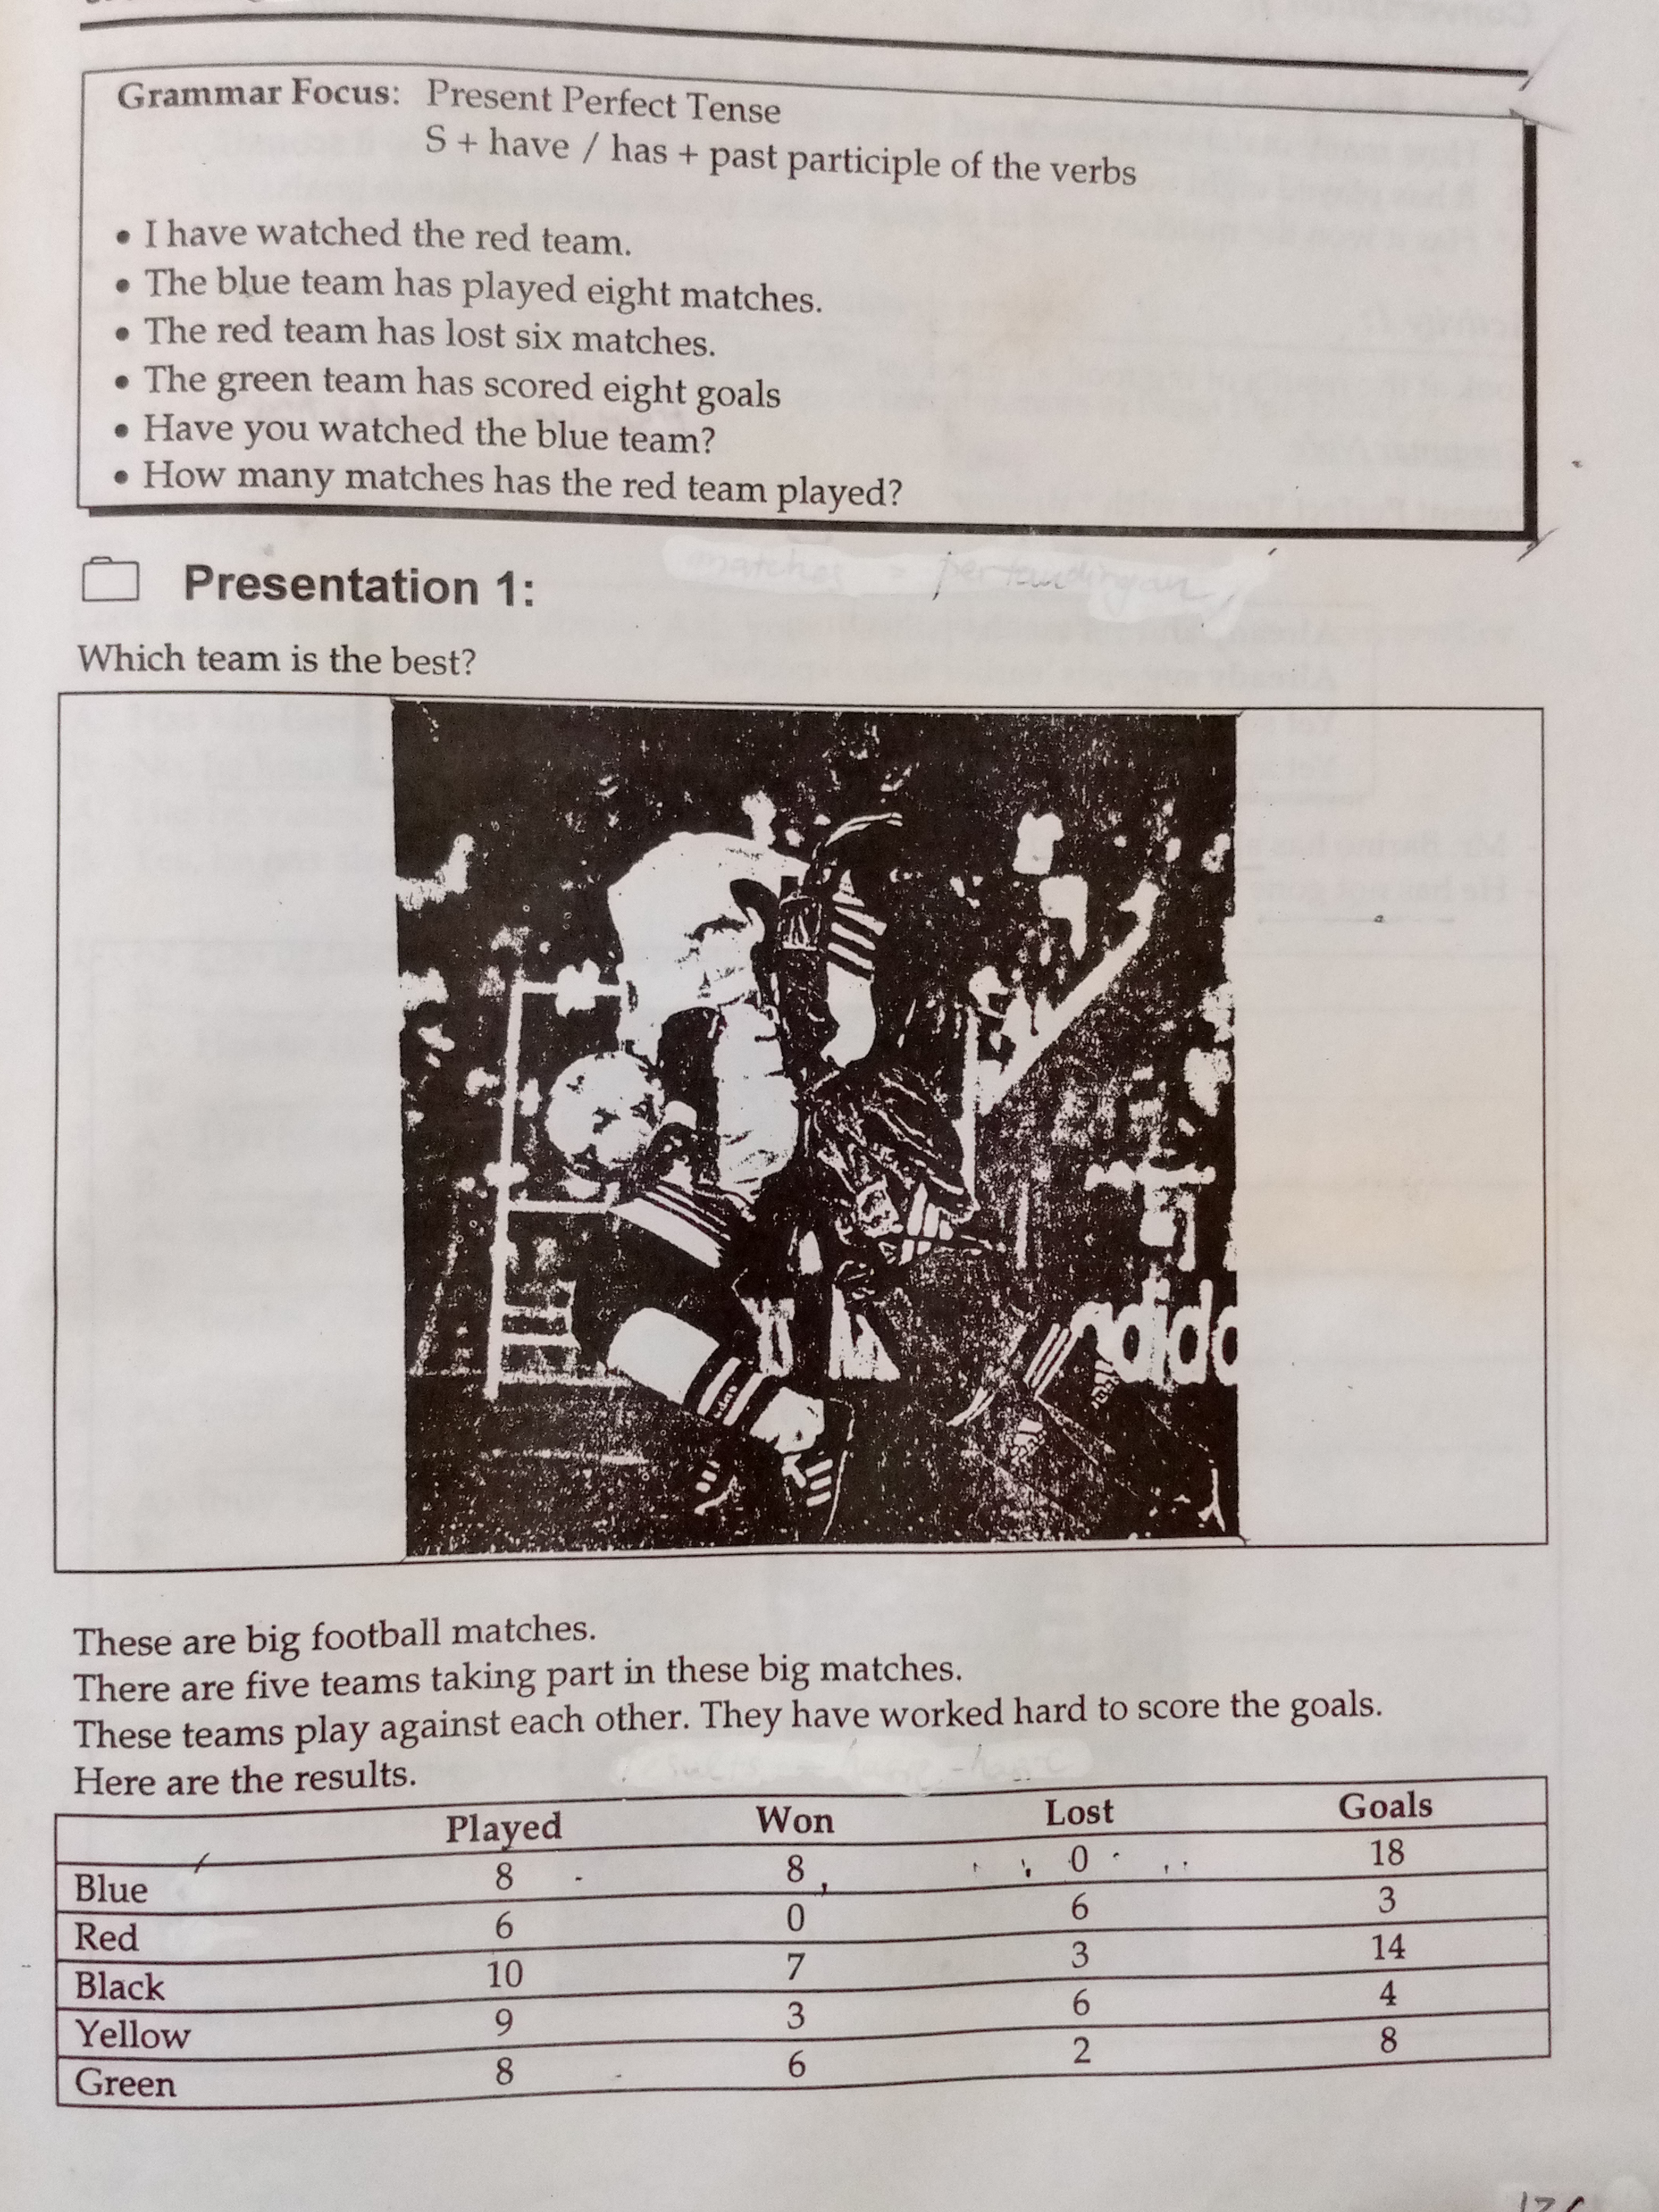 Grammar Focus: Present Perfect Tense
S + have / has + past participle of the verbs
• I have watched the red team.
• The blue team has played eight matches.
• The red team has lost six matches.
• The green team has scored eight goals
• Have you watched the blue team?
• How many matches has the red team played?
matches = pertandingan
Presentation 1:
Which team is the best?
adida
These are big football matches.
There are five teams taking part in these big matches.
These teams play against each other. They have worked hard to score the goals.
Here are the results.
Played Won Lost Goals
Blue 8 8 0 18
Red 6 0 6 3
Black 10 7 3 14
Yellow 9 3 6 4
Green 8 6 2 8